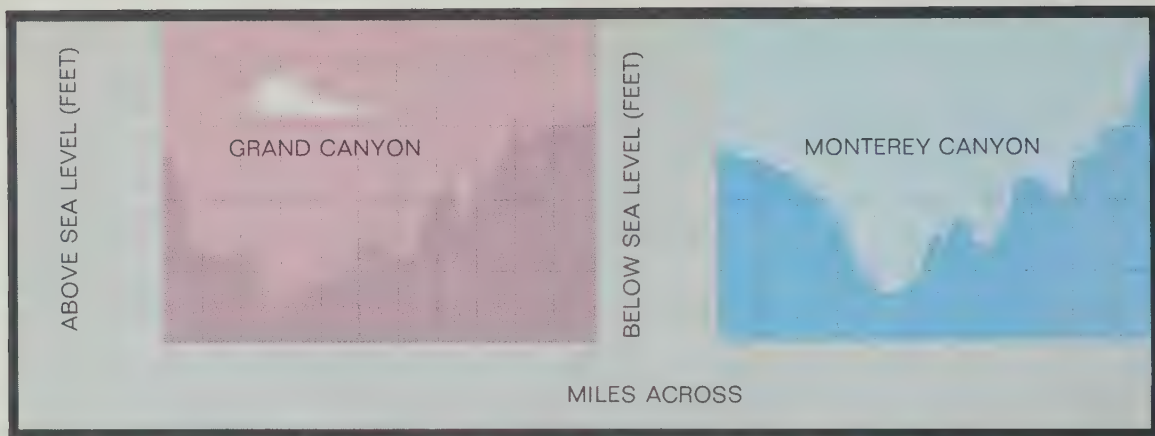 ABOVE SEA LEVEL (FEET)
GRAND CANYON
BELOW SEA LEVEL (FEET)
MONTEREY CANYON
MILES ACROSS